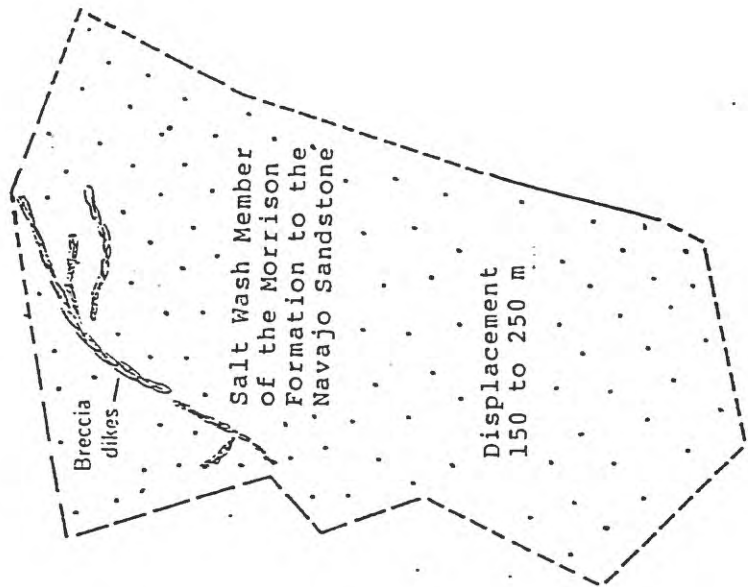 Breccia
dikes
Salt Wash Member
of the Morrison
Formation to the
Navajo Sandstone
Displacement
150 to 250 m